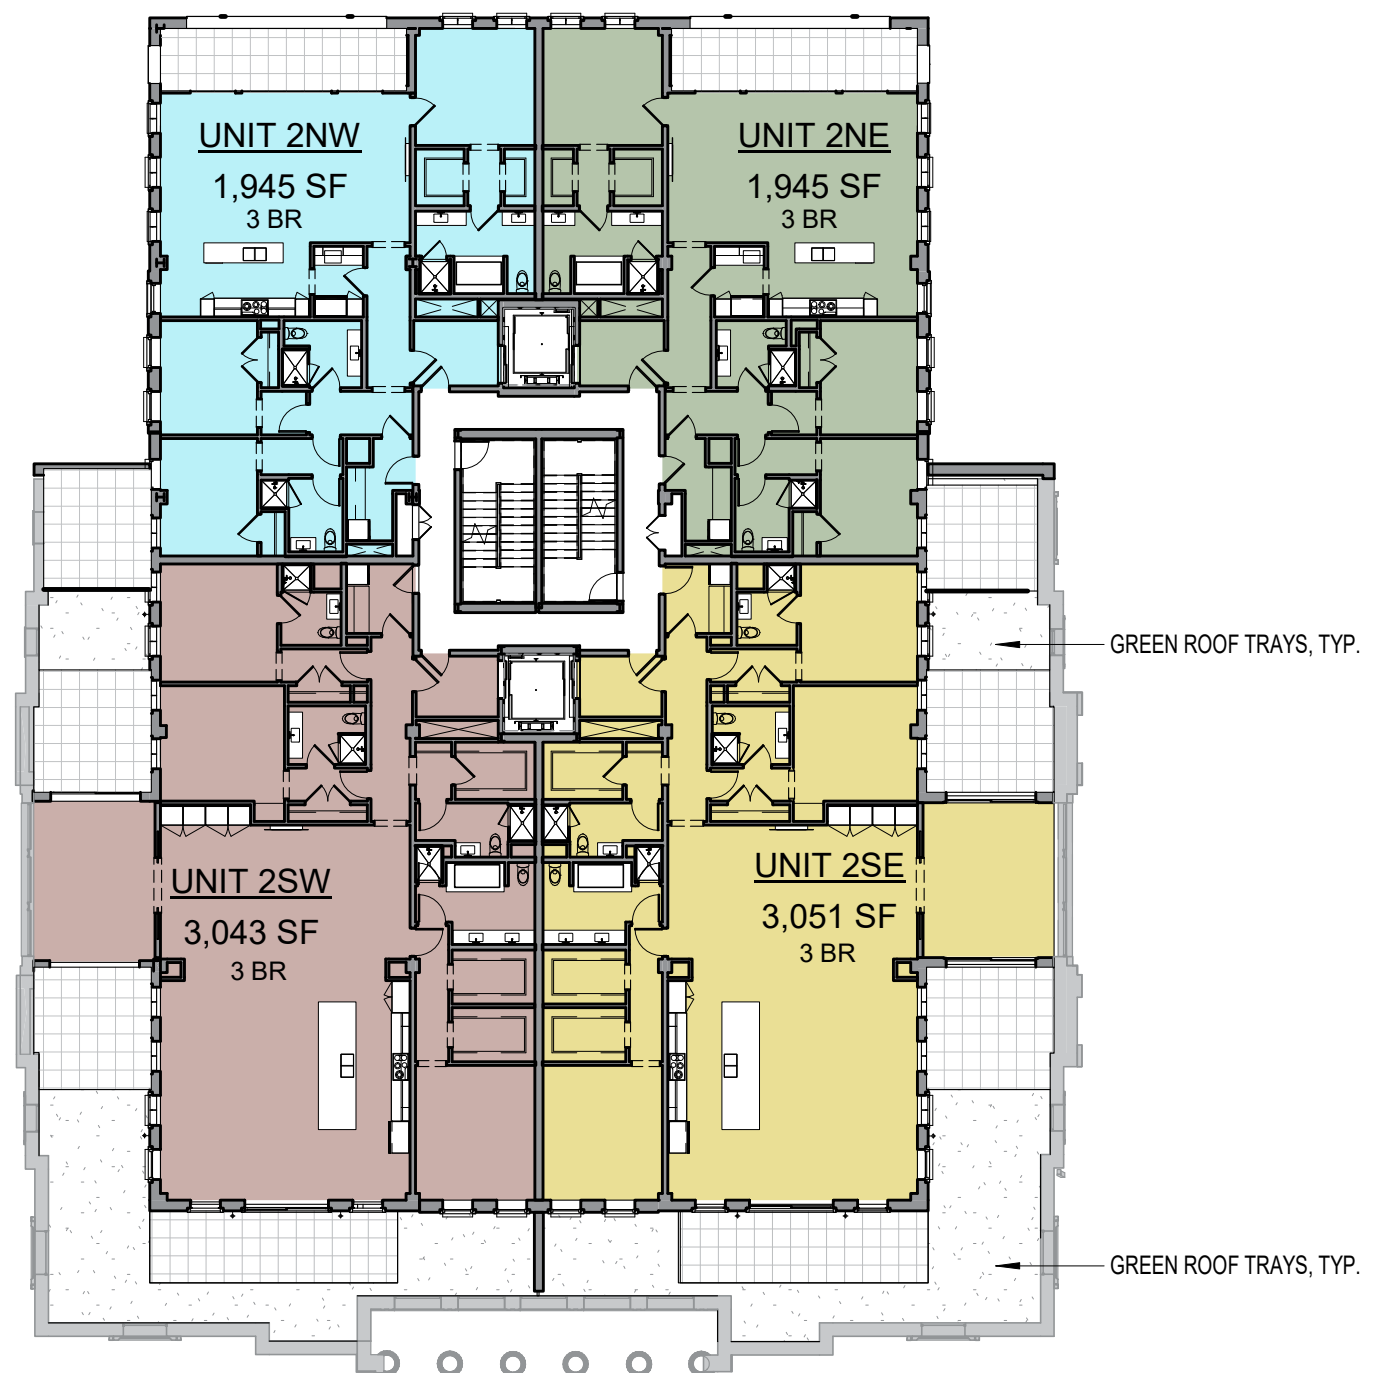 UNIT 2NW
1,945 SF
3 BR
UNIT 2NE
1,945 SF
3 BR
GREEN ROOF TRAYS, TYP.
UNIT 2SW
3,043 SF
3 BR
UNIT 2SE
3,051 SF
3 BR
GREEN ROOF TRAYS, TYP.